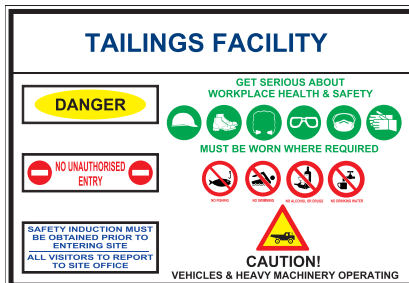 TAILINGS FACILITY
DANGER
NO UNAUTHORISED
ENTRY
SAFETY INDUCTION MUST
BE OBTAINED PRIOR TO
ENTERING SITE
ALL VISITORS TO REPORT
TO SITE OFFICE
GET SERIOUS ABOUT
WORKPLACE HEALTH & SAFETY
MUST BE WORN WHERE REQUIRED
NO FISHING
NO SWIMMING
NO ALCOHOL OR DRUGS
NO DRINKING WATER
CAUTION!
VEHICLES & HEAVY MACHINERY OPERATING